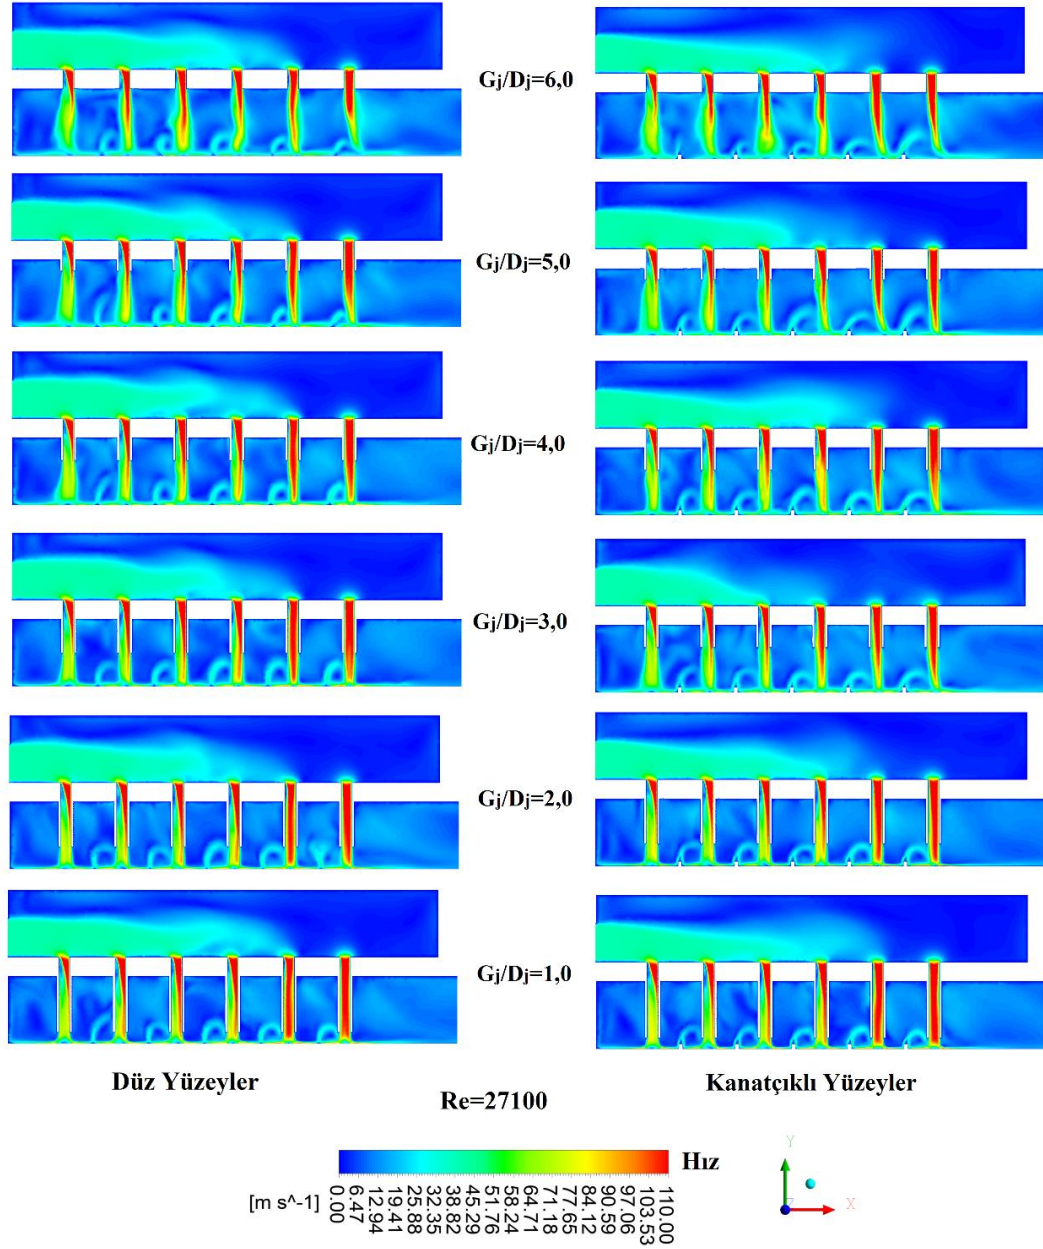 Gj/Dj=6,0
Gj/Dj=5,0
Gj/Dj=4,0
Gj/Dj=3,0
Gj/Dj=2,0
Gj/Dj=1,0
Düz Yüzeyler
Kanatçıklı Yüzeyler
Re=27100
Hız
[m s^-1]
0.00
6.47
12.94
19.41
25.88
32.35
38.82
45.29
51.76
58.24
64.71
71.18
77.65
84.12
90.59
97.06
103.53
110.00
Y
Z
X